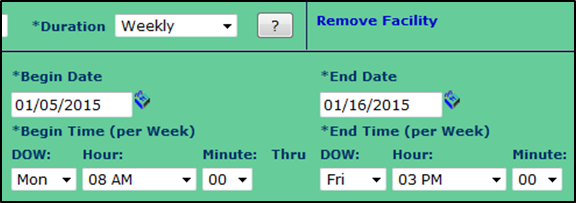 *Duration Weekly ? Remove Facility
*Begin Date *End Date
01/05/2015 01/16/2015
*Begin Time (per Week) *End Time (per Week)
DOW: Hour: Minute: Thru DOW: Hour: Minute:
Mon 08 AM 00 Fri 03 PM 00